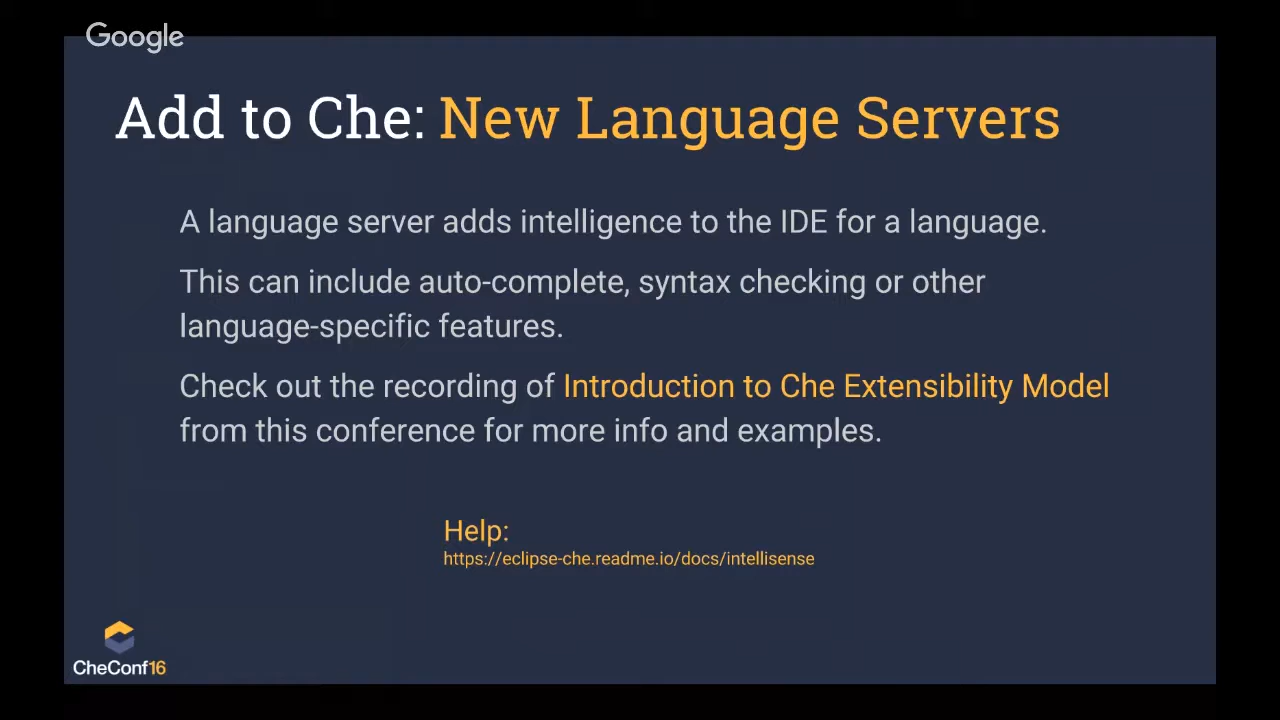 Google
Add to Che: New Language Servers
A language server adds intelligence to the IDE for a language.
This can include auto-complete, syntax checking or other
language-specific features.
Check out the recording of Introduction to Che Extensibility Model
from this conference for more info and examples.
Help:
https://eclipse-che.readme.io/docs/intellisense
CheConf16